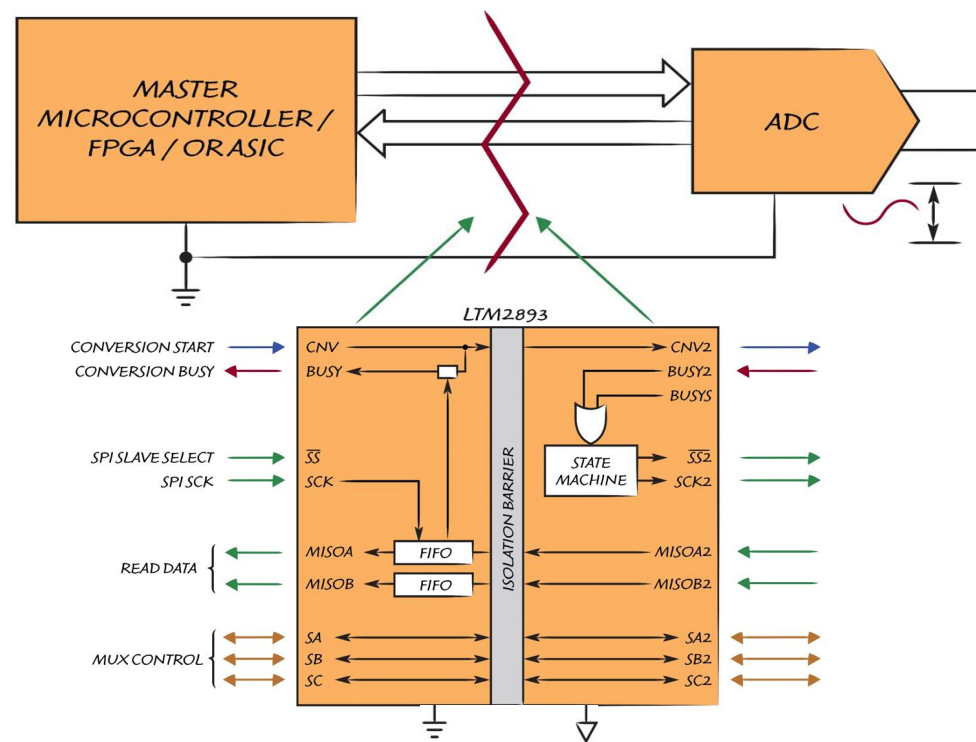 MASTER
MICROCONTROLLER /
FPGA / OR ASIC
ADC
LTM2893
CONVERSION START
CNV
CNV2
CONVERSION BUSY
BUSY
BUSY2
BUSYS
SPI SLAVE SELECT
SS
STATE
MACHINE
SS2
SPI SCK
SCK
SCK2
ISOLATION BARRIER
READ DATA
MISOA
FIFO
MISOA2
MISOB
FIFO
MISOB2
MUX CONTROL
SA
SA2
SB
SB2
SC
SC2